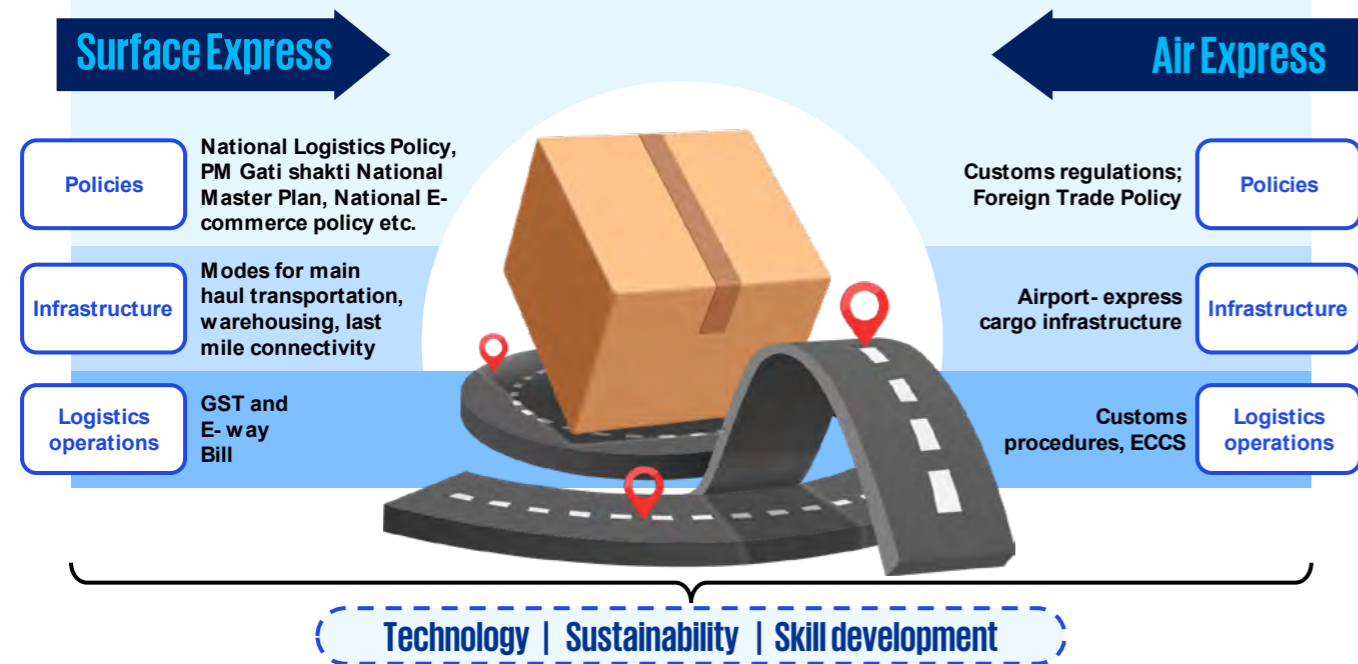 Surface Express
Air Express
Policies
National Logistics Policy,
PM Gati shakti National
Master Plan, National E-
commerce policy etc.
Customs regulations;
Foreign Trade Policy
Policies
Infrastructure
Modes for main
haul transportation,
warehousing, last
mile connectivity
Airport- express
cargo infrastructure
Infrastructure
Logistics
operations
GST and
E- way
Bill
Customs
procedures, ECCS
Logistics
operations
Technology | Sustainability | Skill development